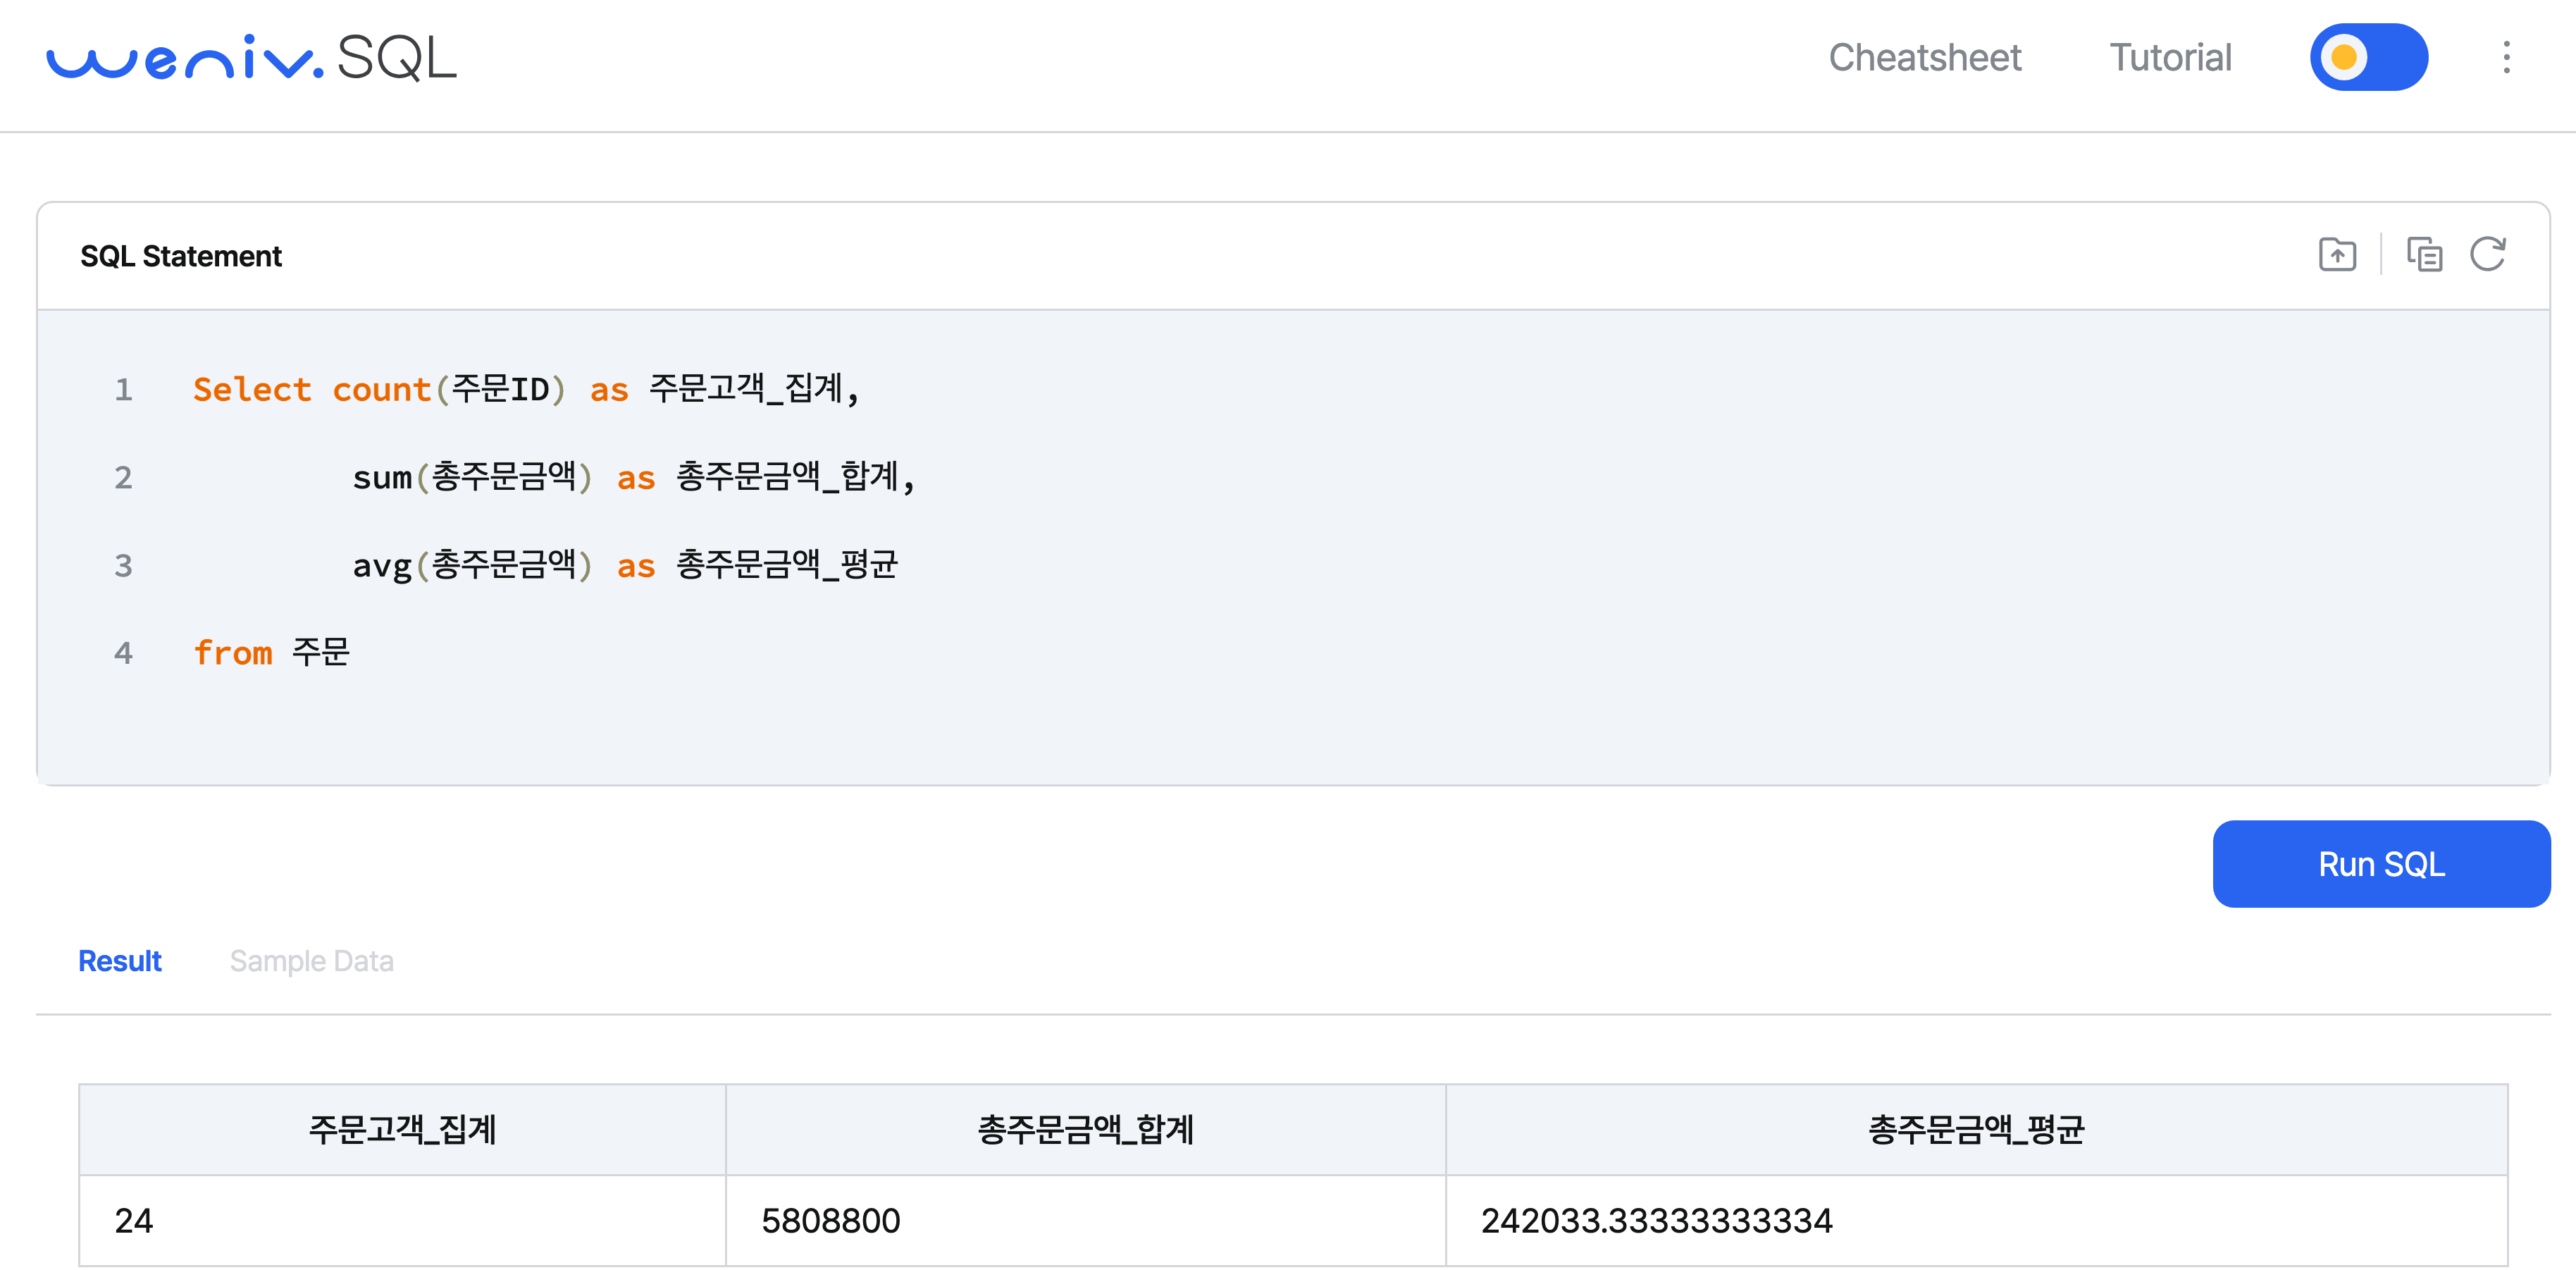 weniv.SQL
Cheatsheet
Tutorial
SQL Statement
1 Select count(주문ID) as 주문고객_집계,
2 sum(총주문금액) as 총주문금액_합계,
3 avg(총주문금액) as 총주문금액_평균
4 from 주문
Run SQL
Result
Sample Data
주문고객_집계 총주문금액_합계 총주문금액_평균
24 5808800 242033.33333333334